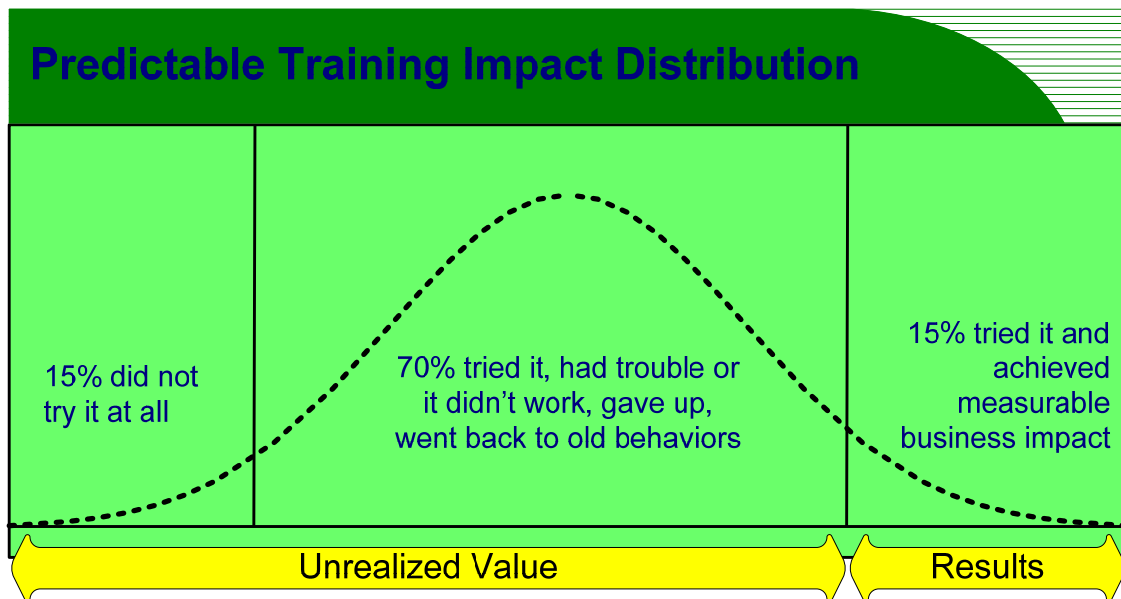 Predictable Training Impact Distribution
15% did not
try it at all
70% tried it, had trouble or
it didn’t work, gave up,
went back to old behaviors
15% tried it and
achieved
measurable
business impact
Unrealized Value
Results